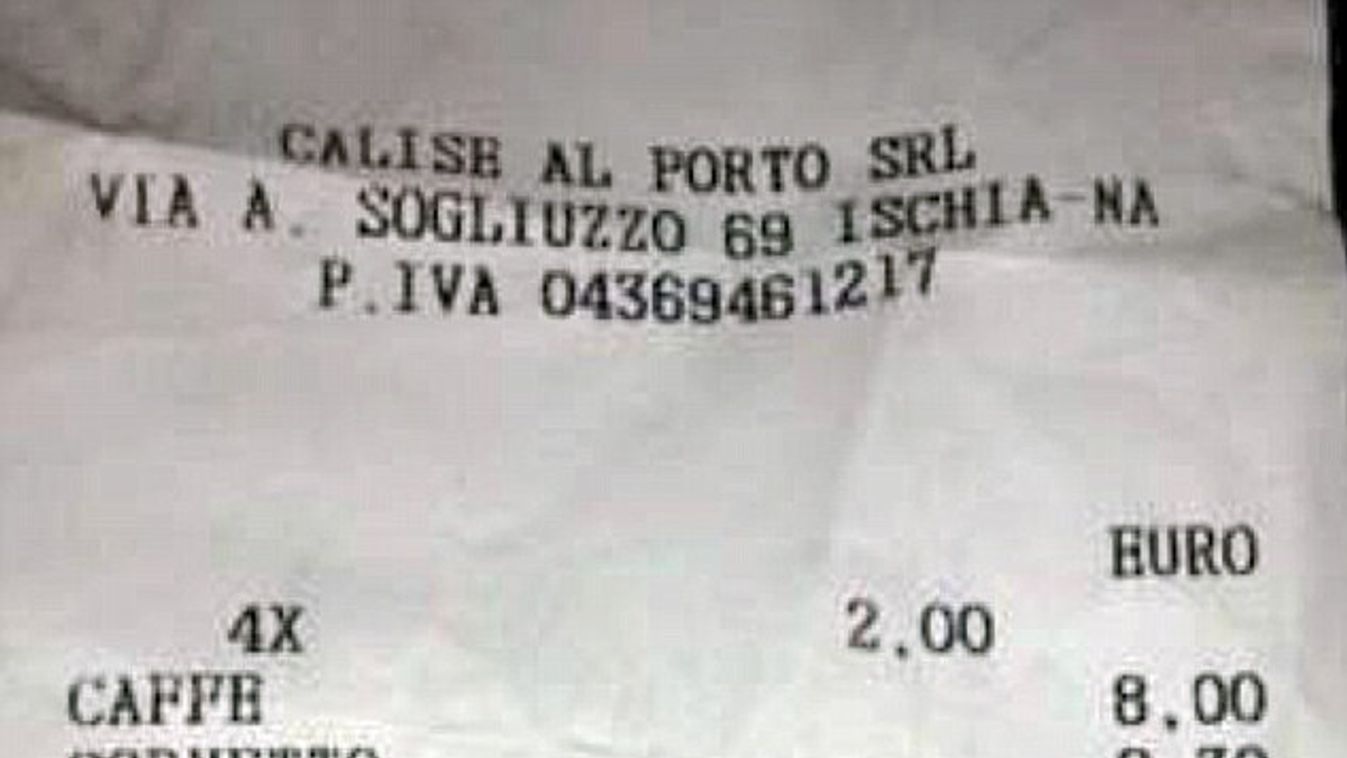 CALISE AL PORTO SRL
VIA A. SOGLIUZZO 69 ISCHIA-NA
P.IVA 04369461217
EURO
4X 2,00
CAFFE 8,00